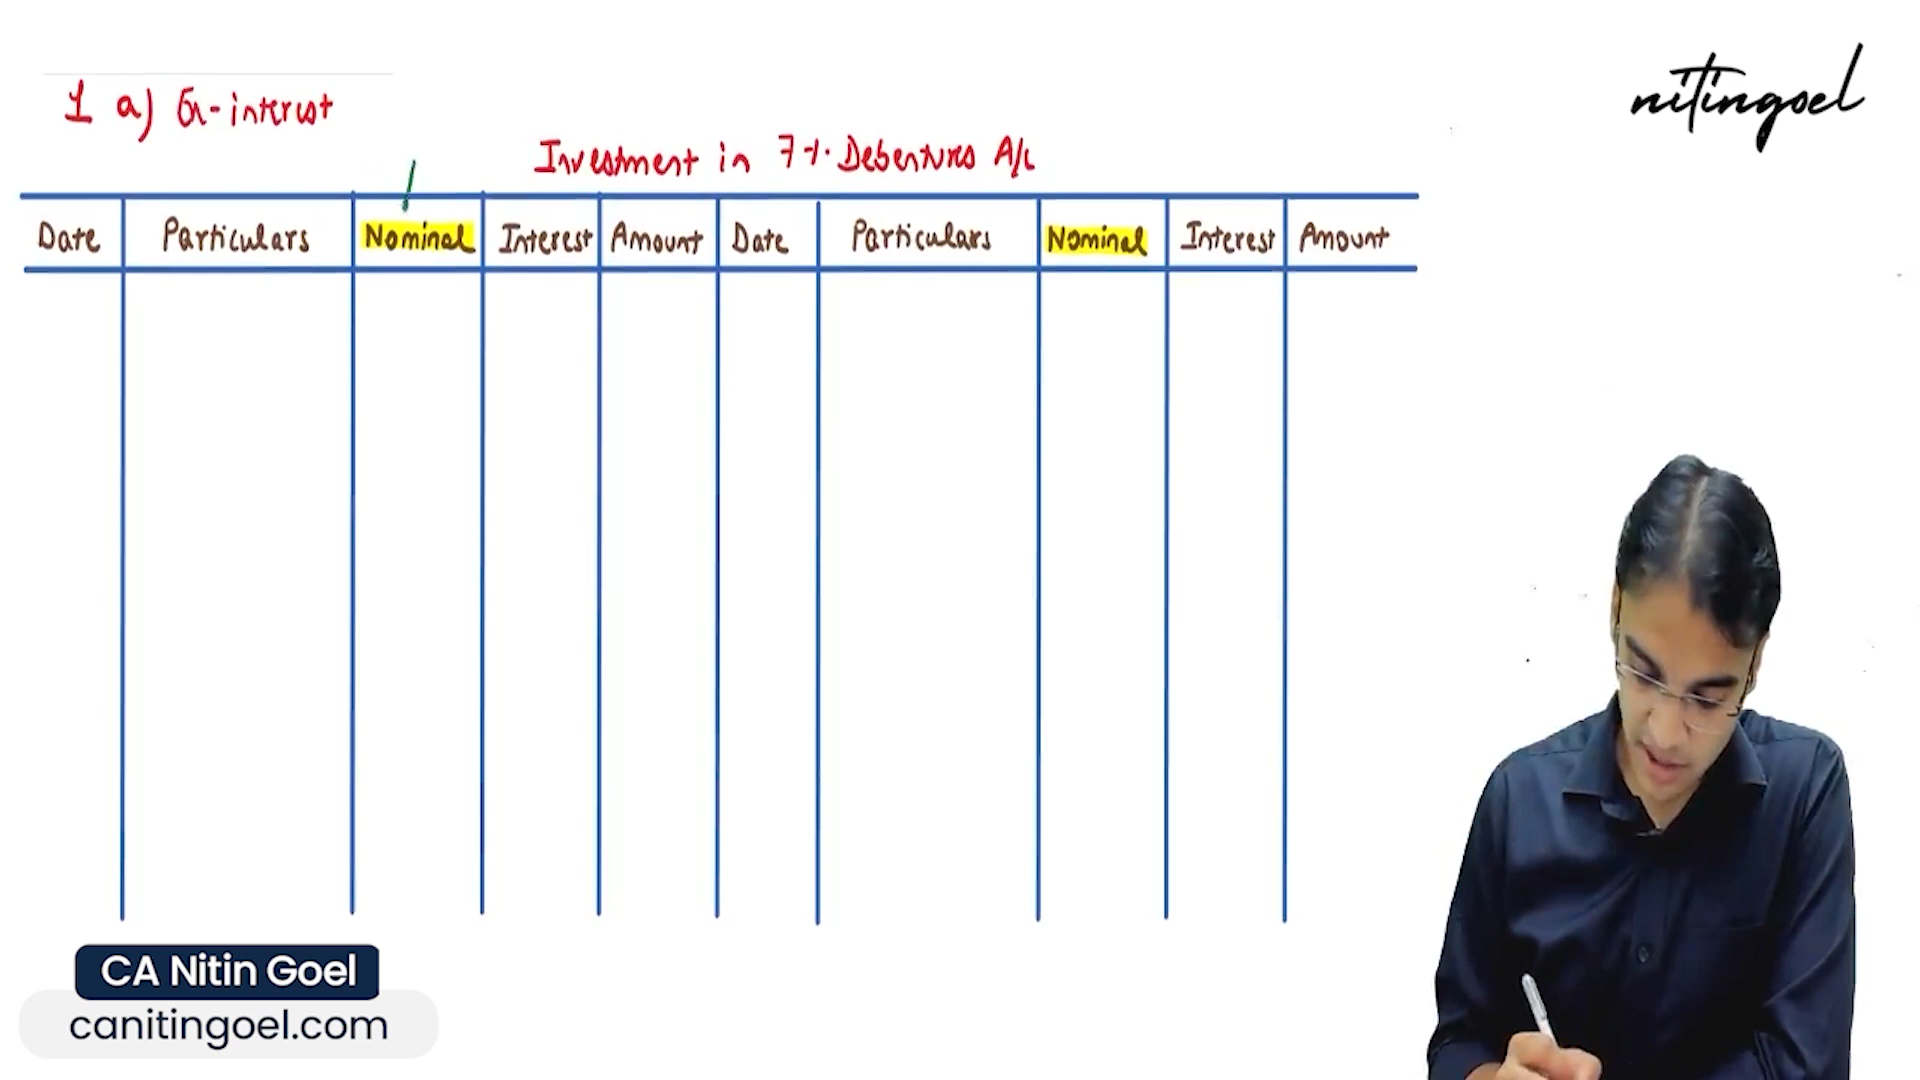 nitingoel
1 a) Ex-interest
Investment in 7%. Debentures A/c
Date Particulars Nominal Interest Amount Date Particulars Nominal Interest Amount
CA Nitin Goel
canitingoel.com